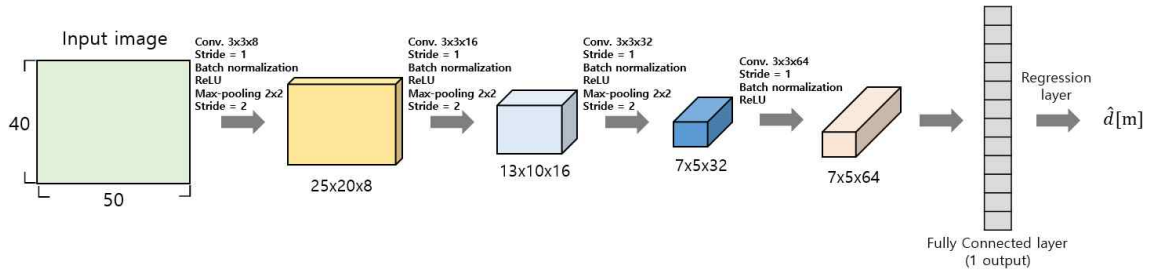 Input image
40
50
Conv. 3x3x8
Stride = 1
Batch normalization
ReLU
Max-pooling 2x2
Stride = 2
25x20x8
Conv. 3x3x16
Stride = 1
Batch normalization
ReLU
Max-pooling 2x2
Stride = 2
13x10x16
Conv. 3x3x32
Stride = 1
Batch normalization
ReLU
Max-pooling 2x2
Stride = 2
7x5x32
Conv. 3x3x64
Stride = 1
Batch normalization
ReLU
7x5x64
Fully Connected layer
(1 output)
Regression
layer
d̂[m]